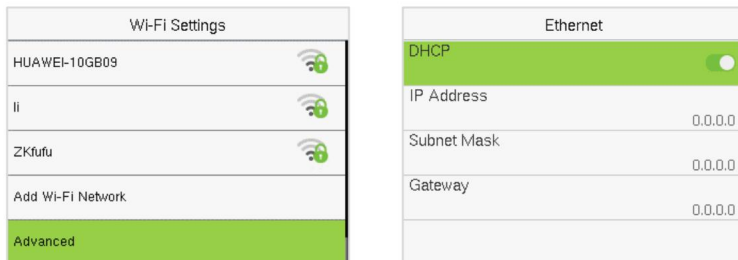 Wi-Fi Settings
HUAWEI-10GB09
li
ZKfufu
Add Wi-Fi Network
Advanced
Ethernet
DHCP
IP Address
0.0.0.0
Subnet Mask
0.0.0.0
Gateway
0.0.0.0